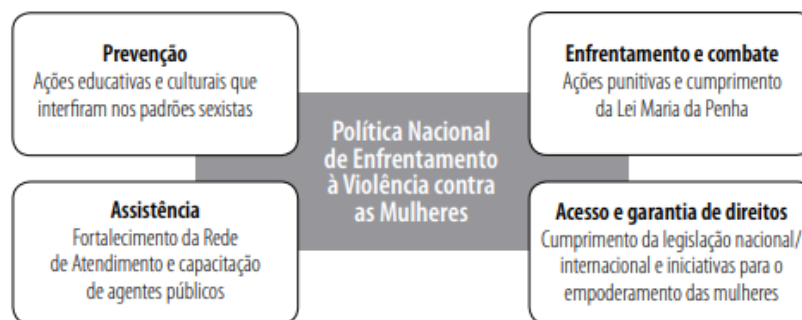 Prevenção
Ações educativas e culturais que
interfiram nos padrões sexistas
Enfrentamento e combate
Ações punitivas e cumprimento
da Lei Maria da Penha
Política Nacional
de Enfrentamento
à Violência contra
as Mulheres
Assistência
Fortalecimento da Rede
de Atendimento e capacitação
de agentes públicos
Acesso e garantia de direitos
Cumprimento da legislação nacional/
internacional e iniciativas para o
empoderamento das mulheres